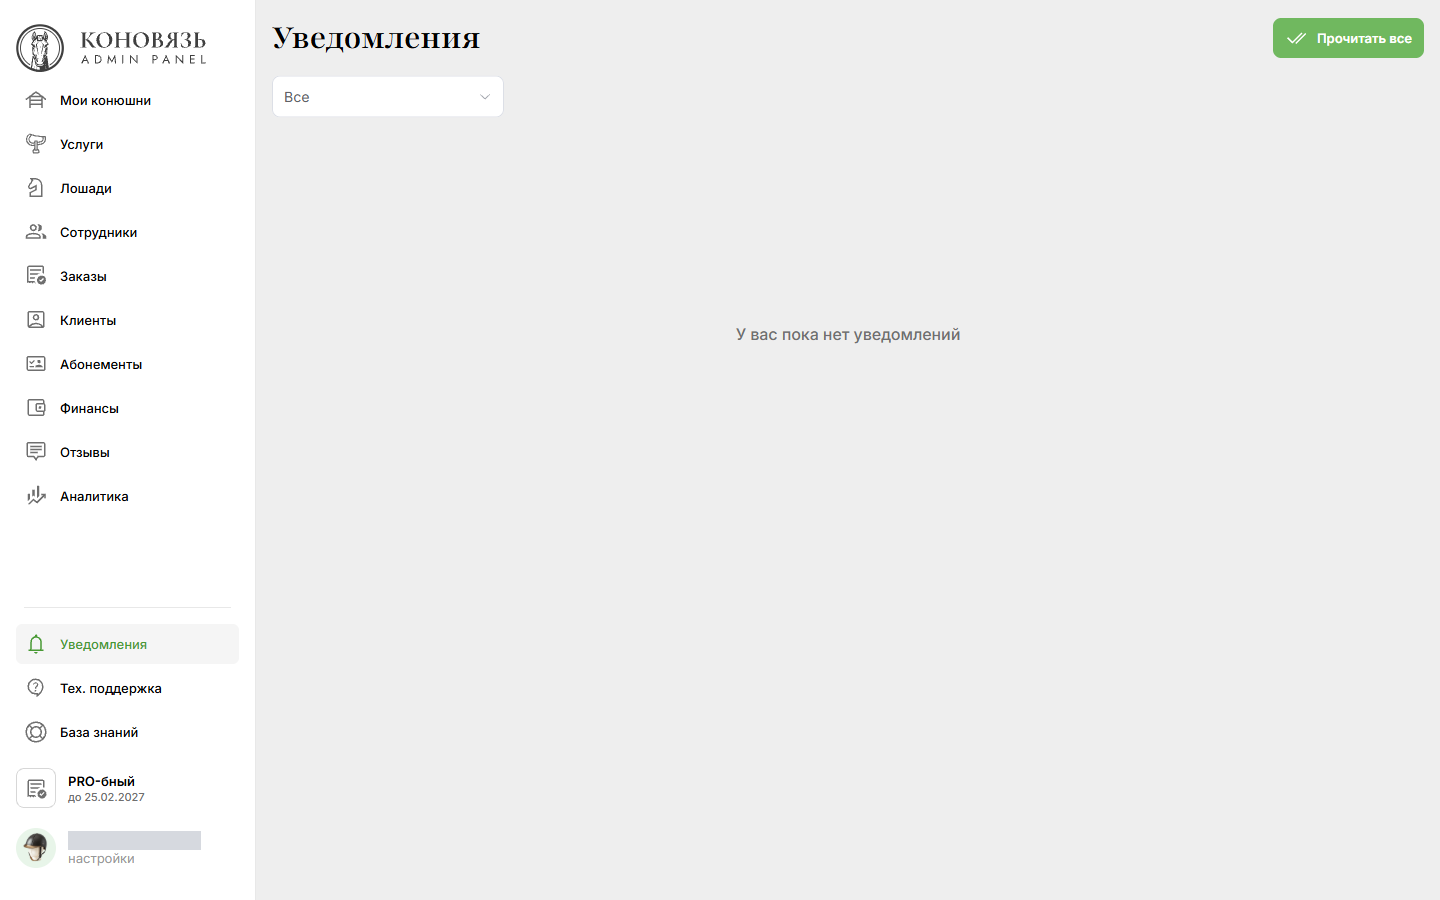 КОНОВЯЗЬ
ADMIN PANEL
Мои конюшни
Услуги
Лошади
Сотрудники
Заказы
Клиенты
Абонементы
Финансы
Отзывы
Аналитика
Уведомления
Тех. поддержка
База знаний
PRO-бный
до 25.02.2027
настройки
Уведомления
Прочитать все
Все
У вас пока нет уведомлений